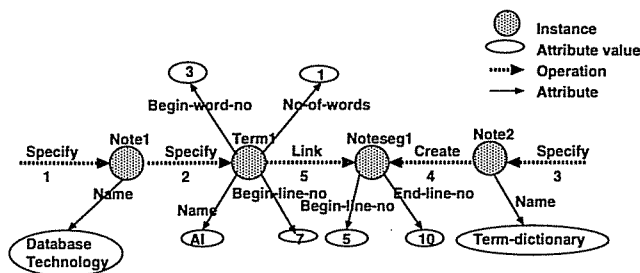 Instance
Attribute value
Operation
Attribute
3
1
Begin-word-no
No-of-words
Note1
Term1
Noteseg1
Note2
Specify
Specify
Link
Create
Specify
1
2
5
4
3
Name
Name
Begin-line-no
Begin-line-no
End-line-no
Name
Database
Technology
AI
7
5
10
Term-dictionary